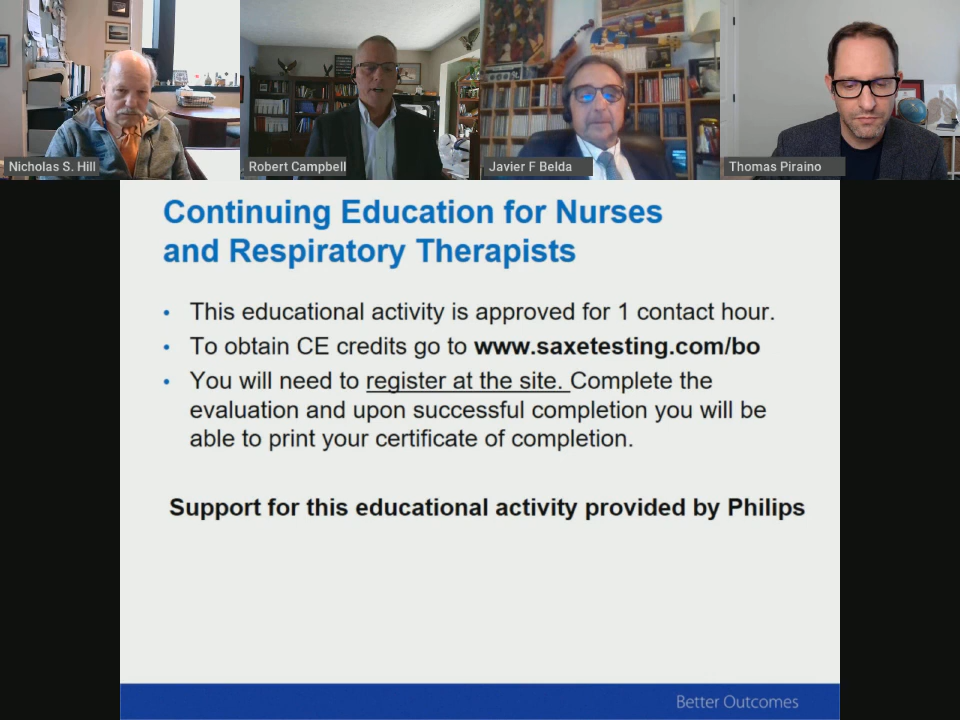 Nicholas S. Hill
Robert Campbell
Javier F Belda
Thomas Piraino
Continuing Education for Nurses
and Respiratory Therapists
• This educational activity is approved for 1 contact hour.
• To obtain CE credits go to www.saxetesting.com/bo
• You will need to register at the site. Complete the
evaluation and upon successful completion you will be
able to print your certificate of completion.
Support for this educational activity provided by Philips
Better Outcomes